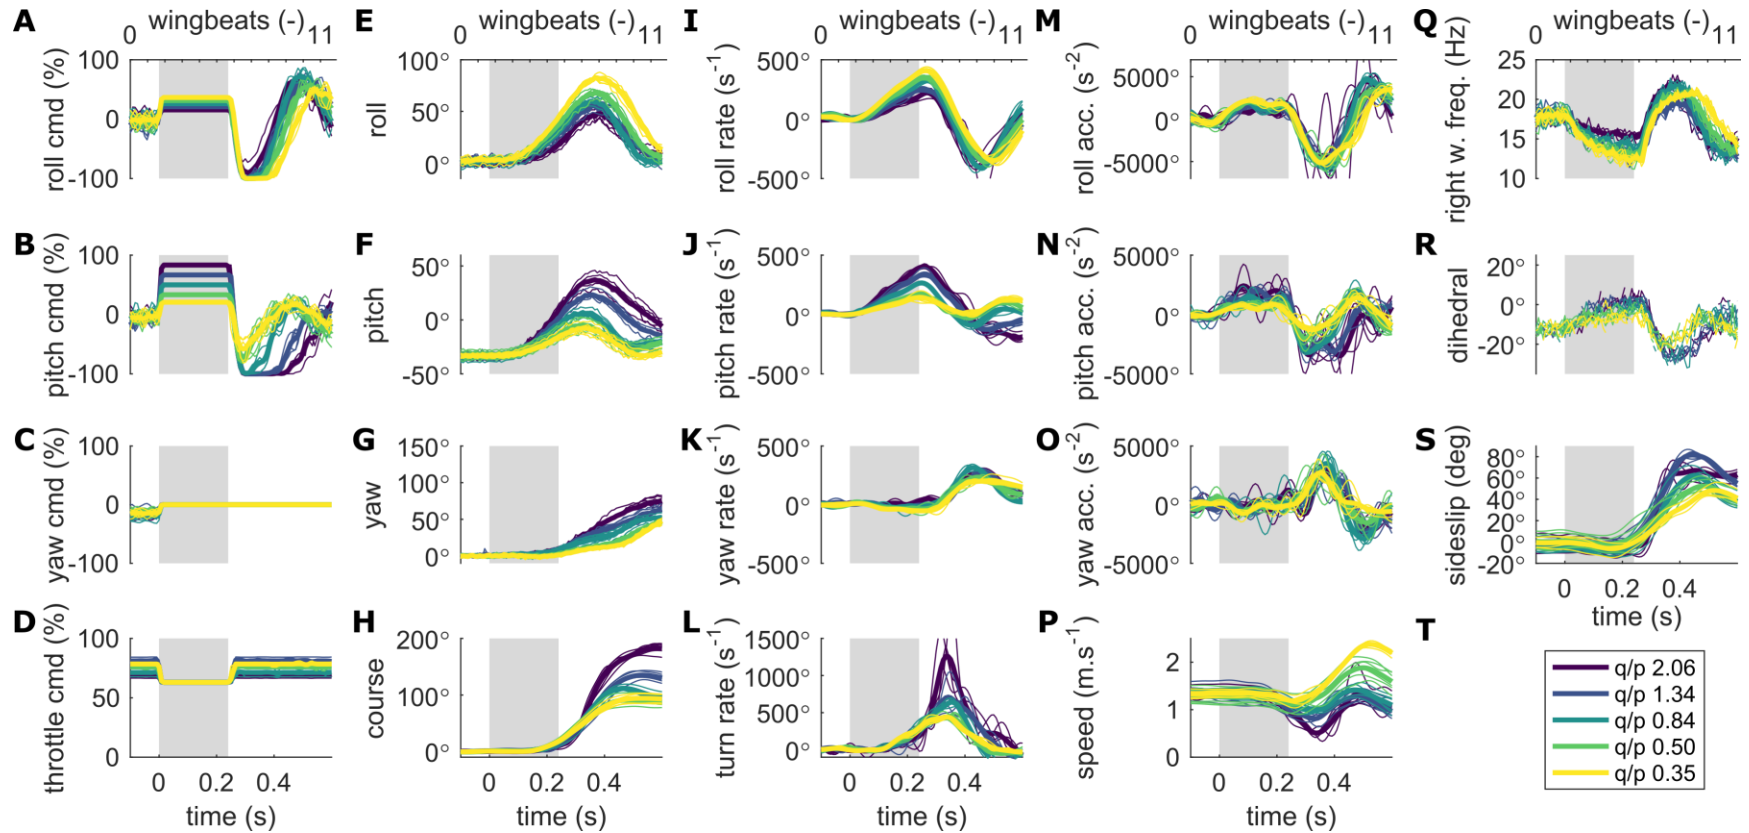 A
wingbeats (-)
0
11
roll cmd (%)
100
0
-100
E
wingbeats (-)
0
11
roll
100°
50°
0°
I
wingbeats (-)
0
11
roll rate (s-1)
500°
0°
-500°
M
wingbeats (-)
0
11
roll acc. (s-2)
5000°
0°
-5000°
Q
wingbeats (-)
0
11
right w. freq. (Hz)
25
20
15
10
B
pitch cmd (%)
100
0
-100
F
pitch
50°
0°
-50°
J
pitch rate (s-1)
500°
0°
-500°
N
pitch acc. (s-2)
5000°
0°
-5000°
R
dihedral
20°
0°
-20°
C
yaw cmd (%)
100
0
-100
G
yaw
150°
100°
50°
0°
K
yaw rate (s-1)
500°
0°
-500°
O
yaw acc. (s-2)
5000°
0°
-5000°
S
sideslip (deg)
80°
60°
40°
20°
0°
-20°
0 0.2 0.4
time (s)
D
throttle cmd (%)
100
50
0
0 0.2 0.4
time (s)
H
course
200°
100°
0°
0 0.2 0.4
time (s)
L
turn rate (s-1)
1500°
1000°
500°
0°
0 0.2 0.4
time (s)
P
speed (m.s-1)
2
1
0
0 0.2 0.4
time (s)
T
q/p 2.06
q/p 1.34
q/p 0.84
q/p 0.50
q/p 0.35